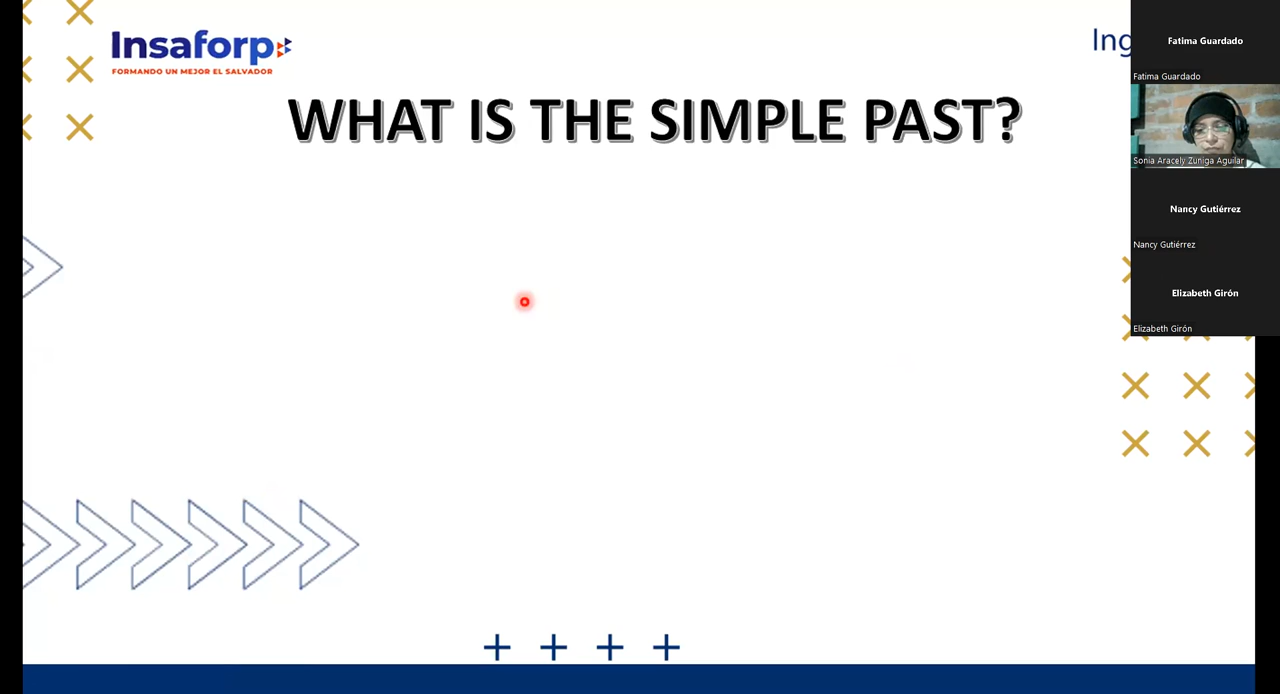 Insaforp
FORMANDO UN MEJOR EL SALVADOR
Ing
WHAT IS THE SIMPLE PAST?
Fatima Guardado
Fatima Guardado
Sonia Aracely Zuniga Aguilar
Nancy Gutiérrez
Nancy Gutiérrez
Elizabeth Girón
Elizabeth Girón